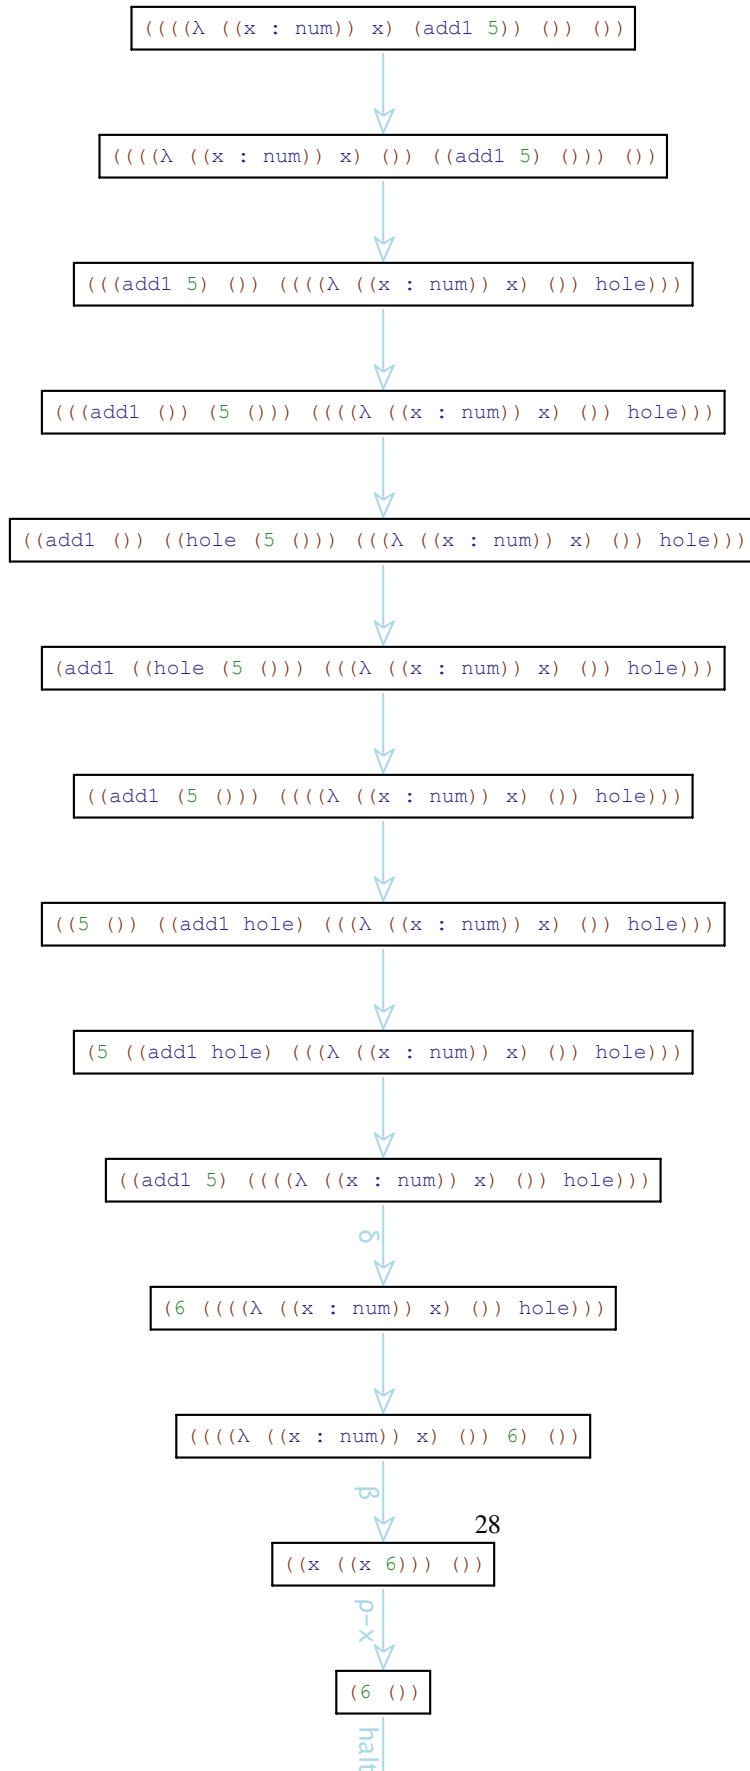 ((((λ ((x : num)) x) (add1 5)) ()) ())
((((λ ((x : num)) x) ()) ((add1 5) ())) ())
(((add1 5) ()) ((((λ ((x : num)) x) ()) hole)))
(((add1 ()) (5 ())) ((((λ ((x : num)) x) ()) hole)))
((add1 ()) ((hole (5 ())) (((λ ((x : num)) x) ()) hole)))
(add1 ((hole (5 ())) (((λ ((x : num)) x) ()) hole)))
((add1 (5 ())) ((((λ ((x : num)) x) ()) hole)))
((5 ()) ((add1 hole) (((λ ((x : num)) x) ()) hole)))
(5 ((add1 hole) (((λ ((x : num)) x) ()) hole)))
((add1 5) ((((λ ((x : num)) x) ()) hole)))
δ
(6 ((((λ ((x : num)) x) ()) hole)))
((((λ ((x : num)) x) ()) 6) ())
β
28
((x ((x 6))) ())
ρ-x
(6 ())
halt